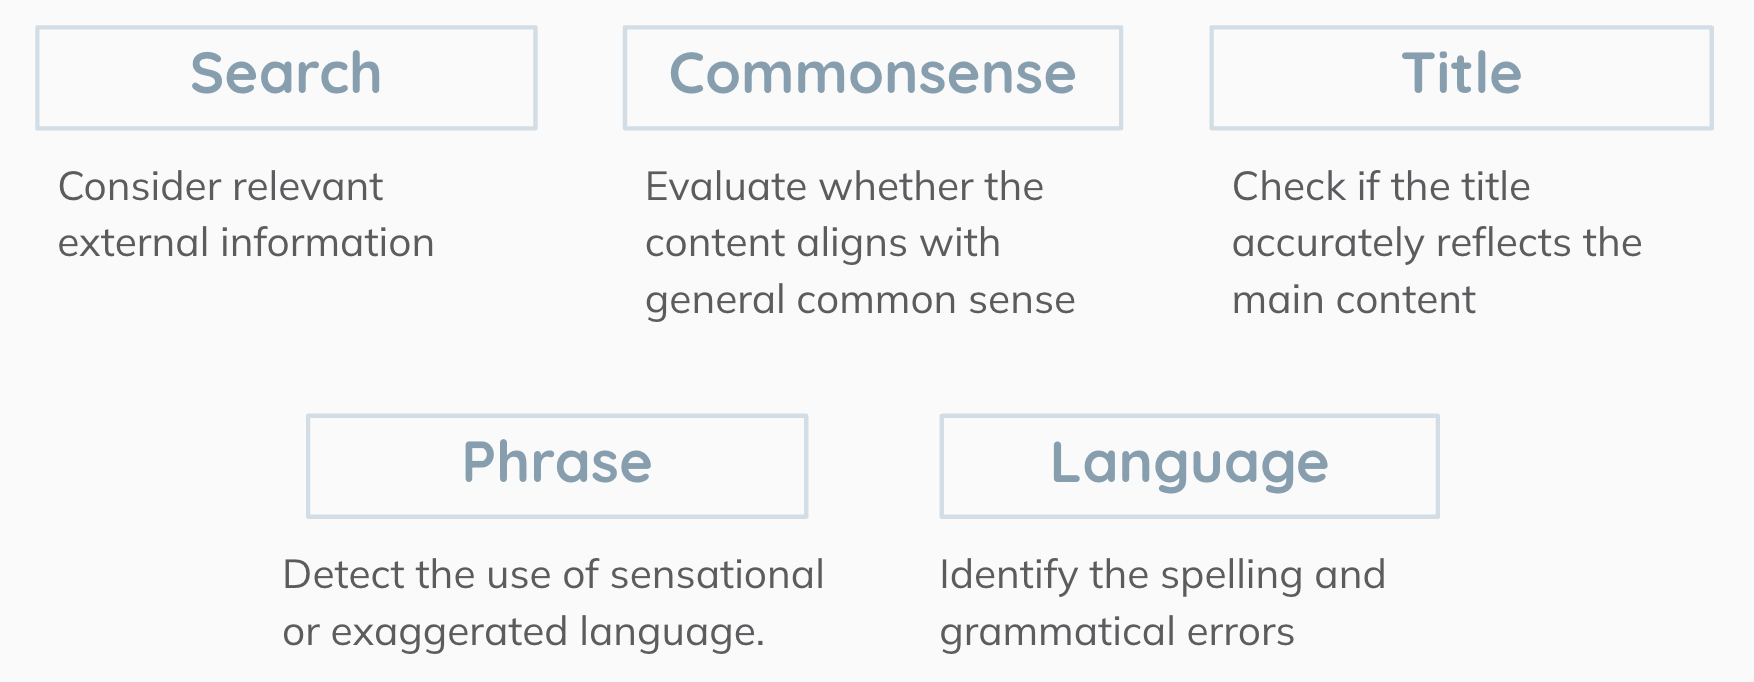 Search
Commonsense
Title
Consider relevant
external information
Evaluate whether the
content aligns with
general common sense
Check if the title
accurately reflects the
main content
Phrase
Language
Detect the use of sensational
or exaggerated language.
Identify the spelling and
grammatical errors